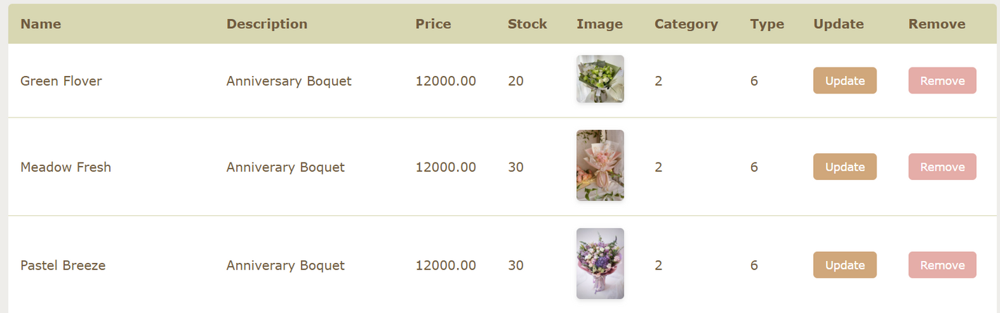 Name Description Price Stock Image Category Type Update Remove
Green Flover Anniversary Boquet 12000.00 20 2 6 Update Remove
Meadow Fresh Anniverary Boquet 12000.00 30 2 6 Update Remove
Pastel Breeze Anniverary Boquet 12000.00 30 2 6 Update Remove